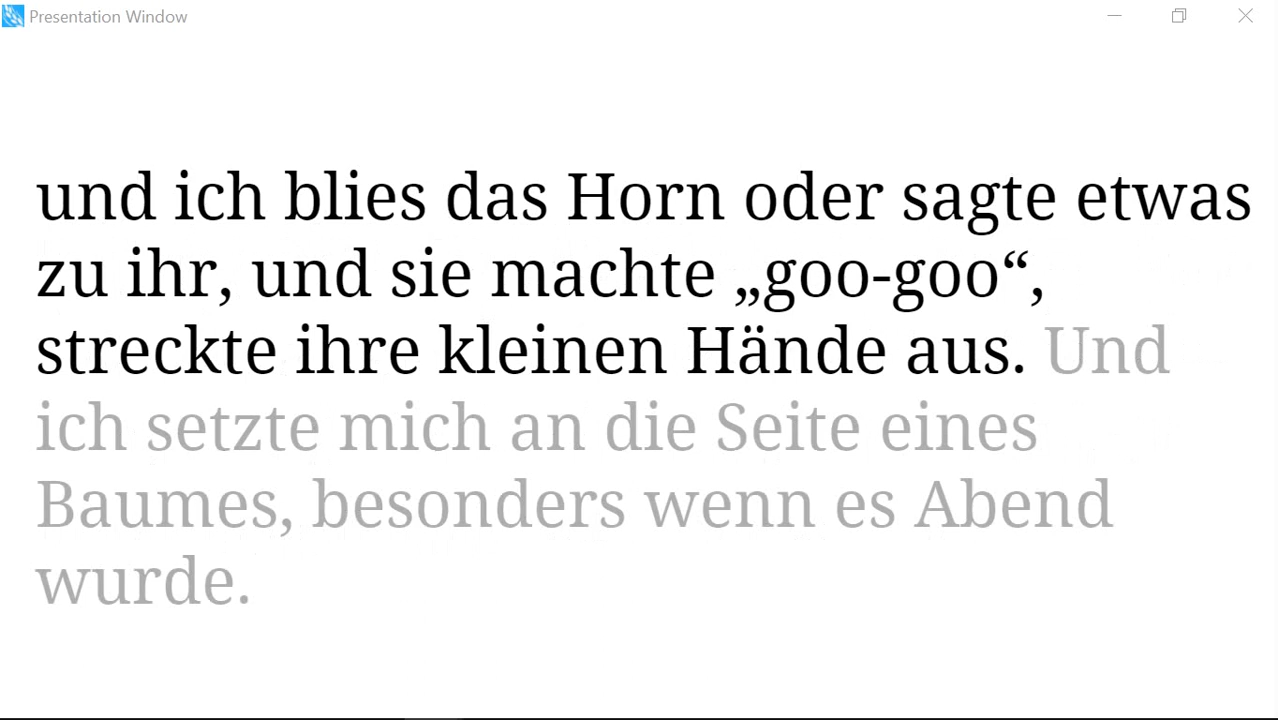 Presentation Window
und ich blies das Horn oder sagte etwas
zu ihr, und sie machte „goo-goo“,
streckte ihre kleinen Hände aus. Und
ich setzte mich an die Seite eines
Baumes, besonders wenn es Abend
wurde.